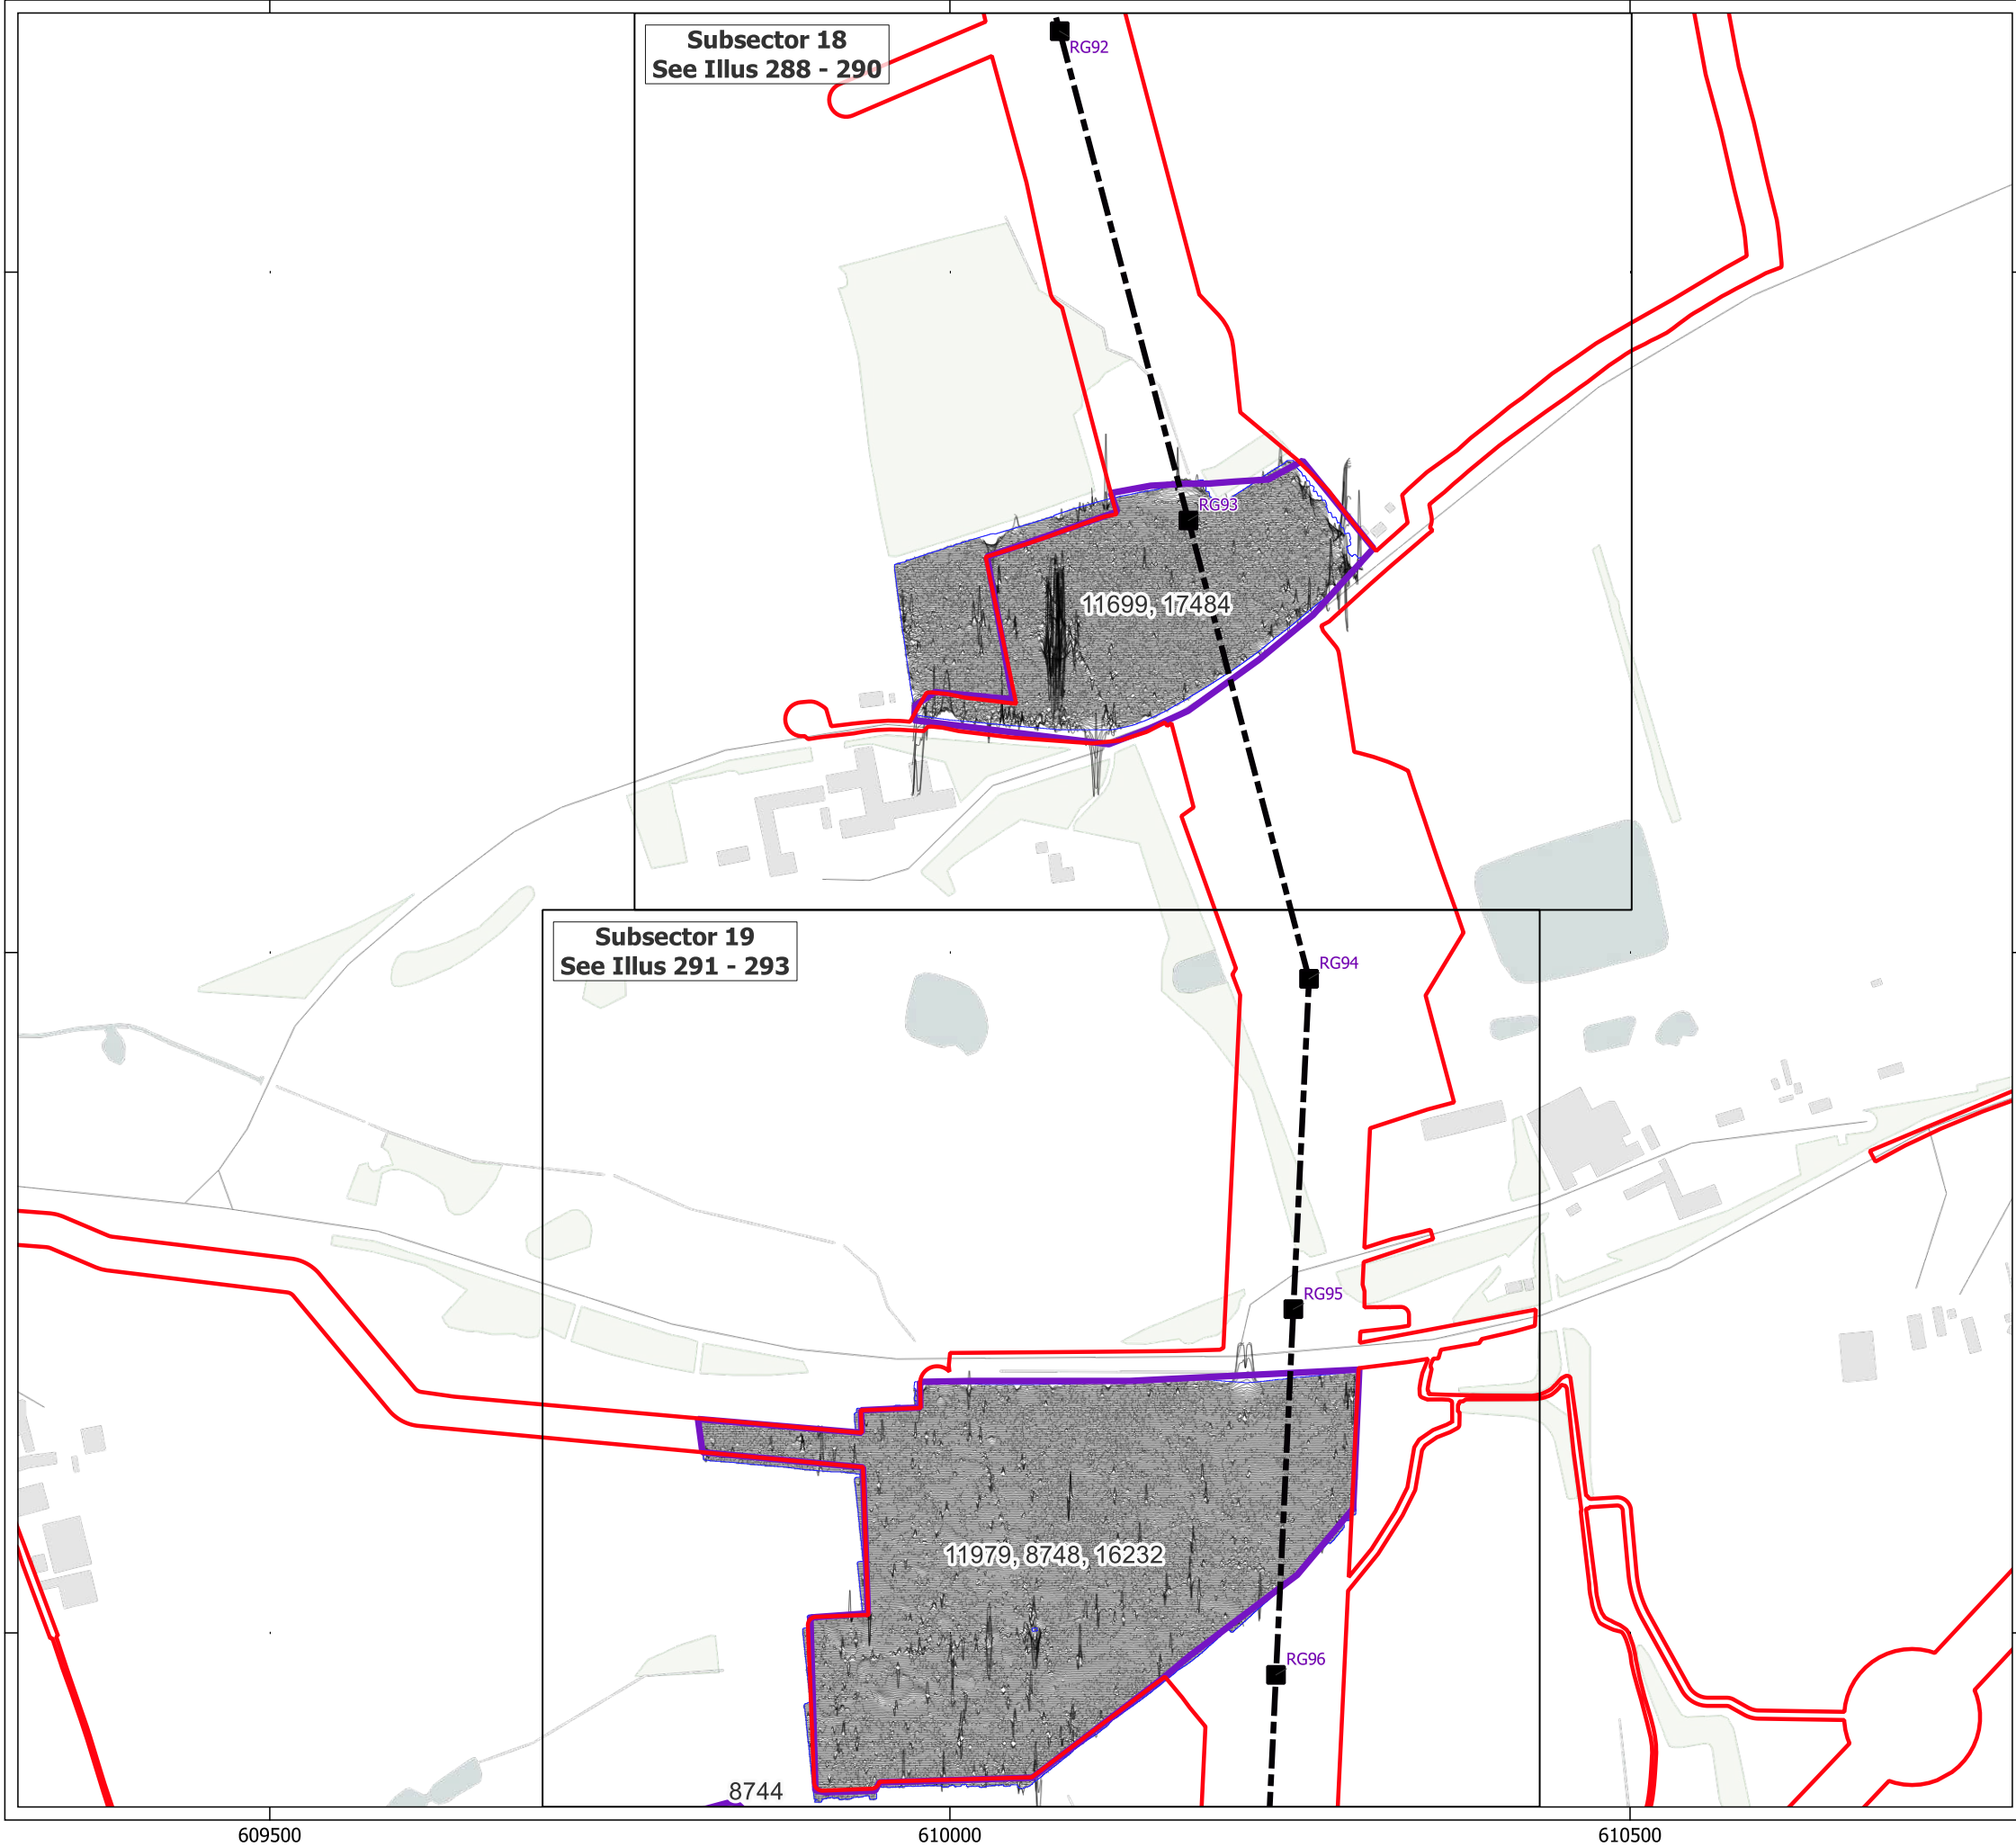 Subsector 18
See Illus 288 - 290
RG92
RG93
11699, 17484
Subsector 19
See Illus 291 - 293
RG94
RG95
11979, 8748, 16232
RG96
8744
609500
610000
610500